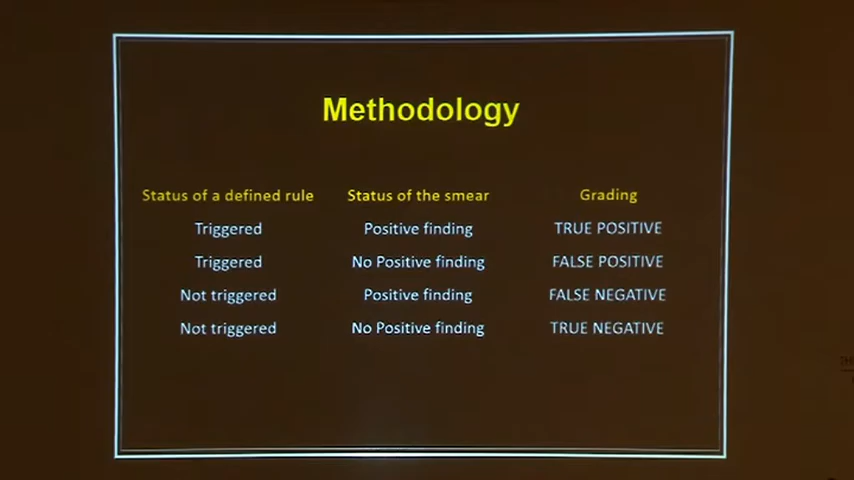 Methodology
Status of a defined rule Status of the smear Grading
Triggered Positive finding TRUE POSITIVE
Triggered No Positive finding FALSE POSITIVE
Not triggered Positive finding FALSE NEGATIVE
Not triggered No Positive finding TRUE NEGATIVE